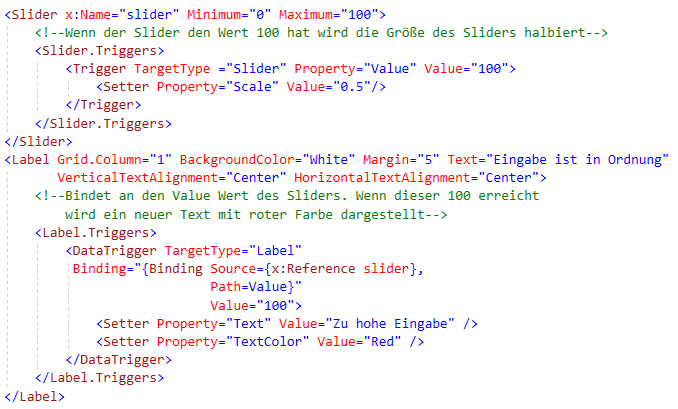 <Slider x:Name="slider" Minimum="0" Maximum="100">
<!--Wenn der Slider den Wert 100 hat wird die Größe des Sliders halbiert-->
<Slider.Triggers>
<Trigger TargetType ="Slider" Property="Value" Value="100">
<Setter Property="Scale" Value="0.5"/>
</Trigger>
</Slider.Triggers>
</Slider>
<Label Grid.Column="1" BackgroundColor="White" Margin="5" Text="Eingabe ist in Ordnung"
VerticalTextAlignment="Center" HorizontalTextAlignment="Center">
<!--Bindet an den Value Wert des Sliders. Wenn dieser 100 erreicht
wird ein neuer Text mit roter Farbe dargestellt-->
<Label.Triggers>
<DataTrigger TargetType="Label"
Binding="{Binding Source={x:Reference slider},
Path=Value}"
Value="100">
<Setter Property="Text" Value="Zu hohe Eingabe" />
<Setter Property="TextColor" Value="Red" />
</DataTrigger>
</Label.Triggers>
</Label>